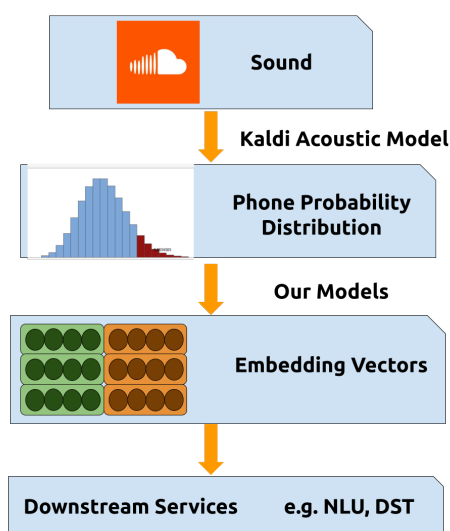 Sound
Kaldi Acoustic Model
Phone Probability
Distribution
Our Models
Embedding Vectors
Downstream Services e.g. NLU, DST